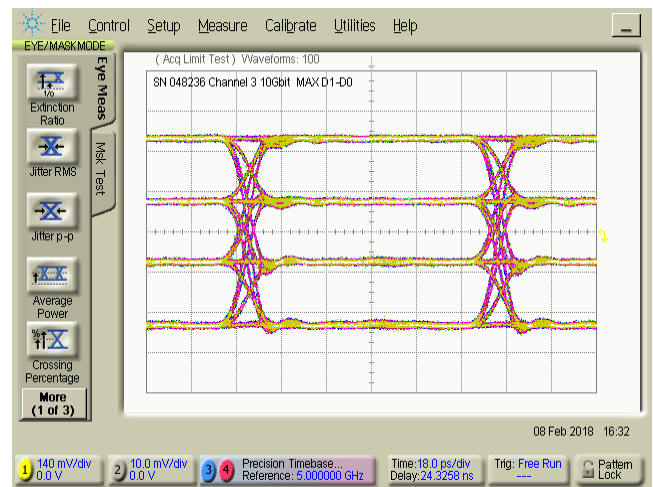 File Control Setup Measure Calibrate Utilities Help
EYE/MASKMODE
( Acq Limit Test ) Waveforms: 100
SN 048236 Channel 3 10Gbit MAX D1-D0
Eye Meas
Msk Test
1/0
Extinction
Ratio
Jitter RMS
Jitter p-p
Average
Power
%
Crossing
Percentage
More
(1 of 3)
08 Feb 2018 16:32
1 140 mV/div
0.0 V
2 10.0 mV/div
0.0 V
3 4 Precision Timebase...
Reference: 5.000000 GHz
Time:18.0 ps/div
Delay:24.3258 ns
Trig: Free Run
---
Pattern
Lock